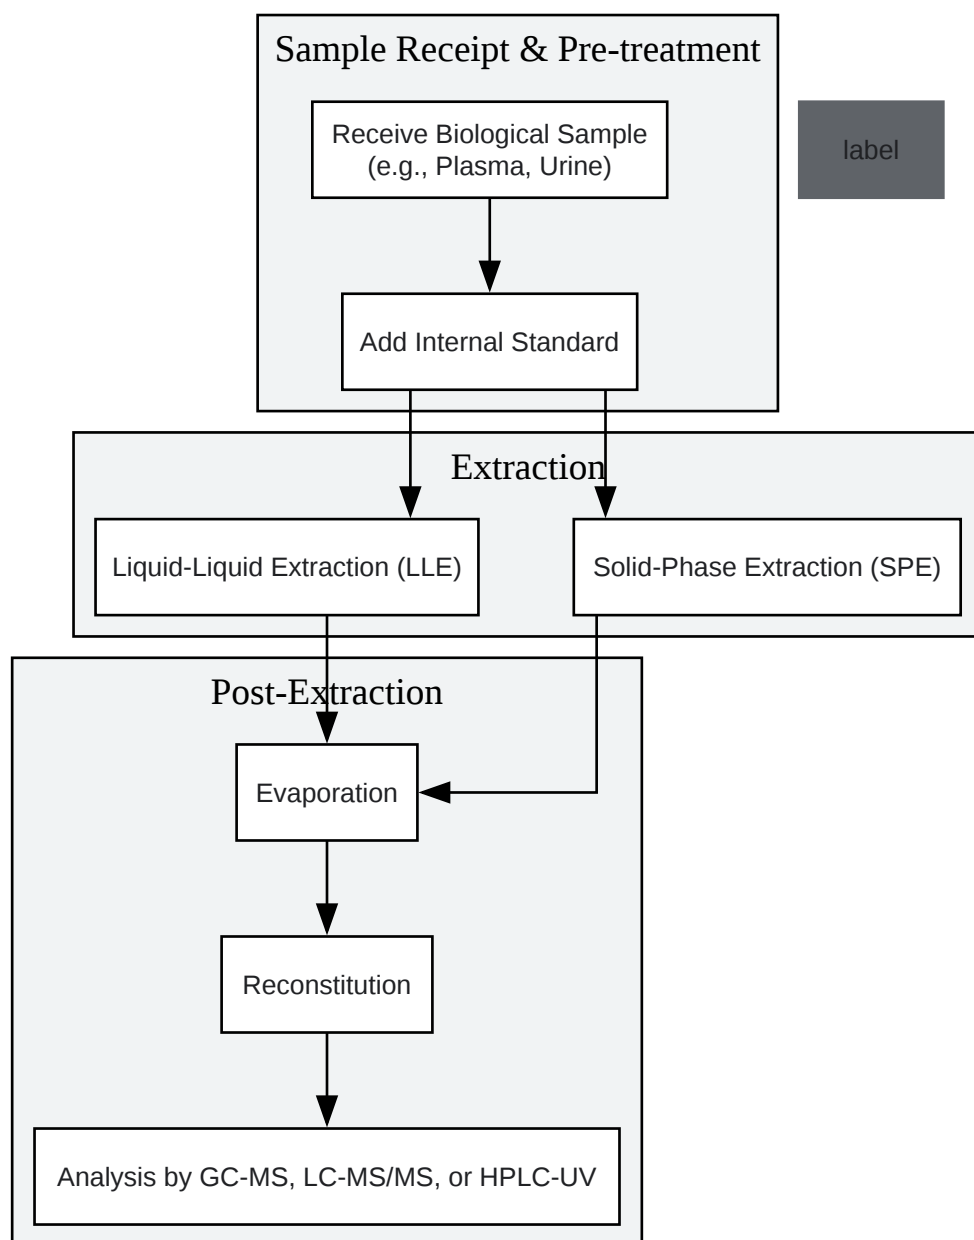 Sample Receipt & Pre-treatment
Receive Biological Sample
(e.g., Plasma, Urine)
label
Add Internal Standard
Extraction
Liquid-Liquid Extraction (LLE)
Solid-Phase Extraction (SPE)
Post-Extraction
Evaporation
Reconstitution
Analysis by GC-MS, LC-MS/MS, or HPLC-UV